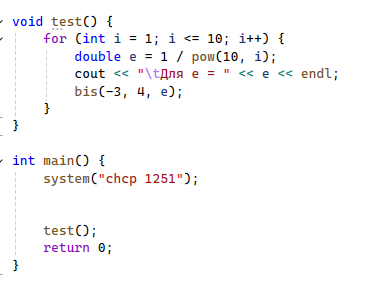 void test() {
    for (int i = 1; i <= 10; i++) {
        double e = 1 / pow(10, i);
        cout << "\tДля e = " << e << endl;
        bis(-3, 4, e);
    }
}
int main() {
    system("chcp 1251");
    test();
    return 0;
}